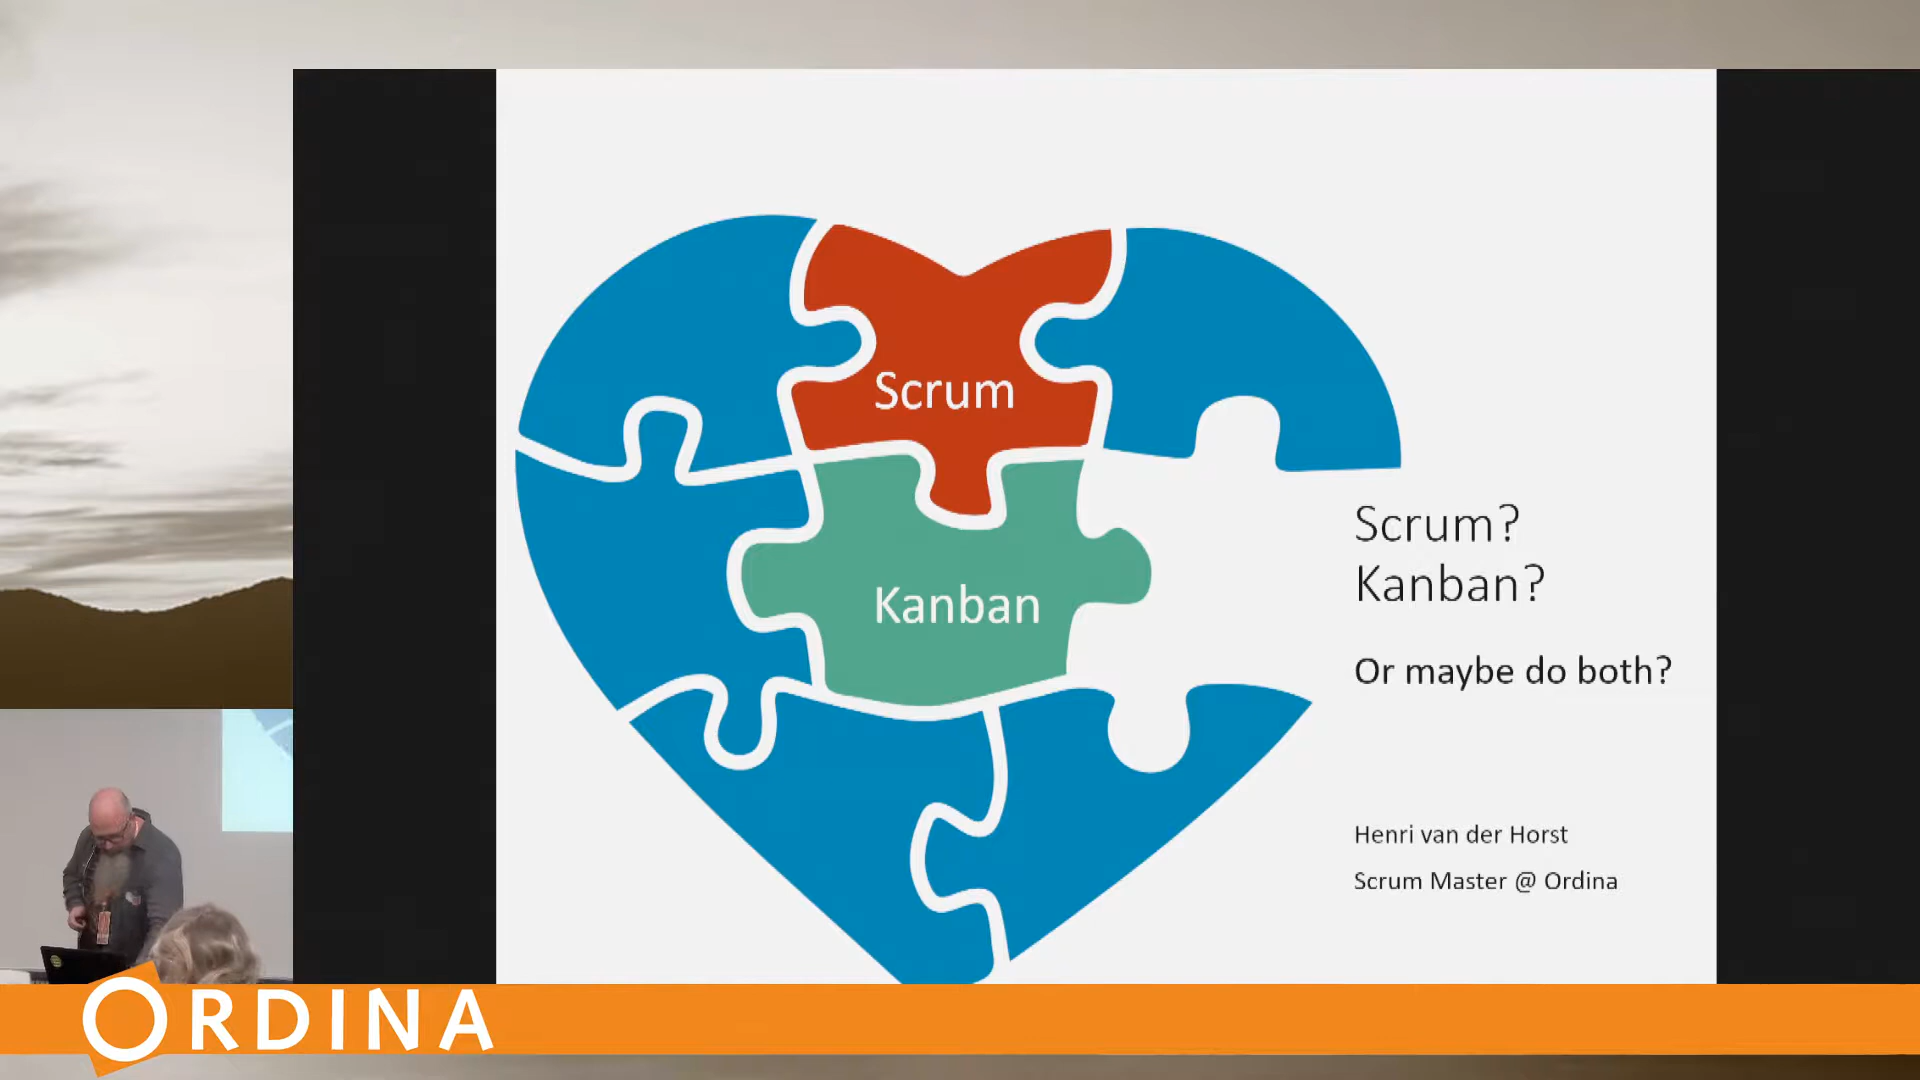 Scrum
Kanban
Scrum?
Kanban?
Or maybe do both?
Henri van der Horst
Scrum Master @ Ordina
ORDINA